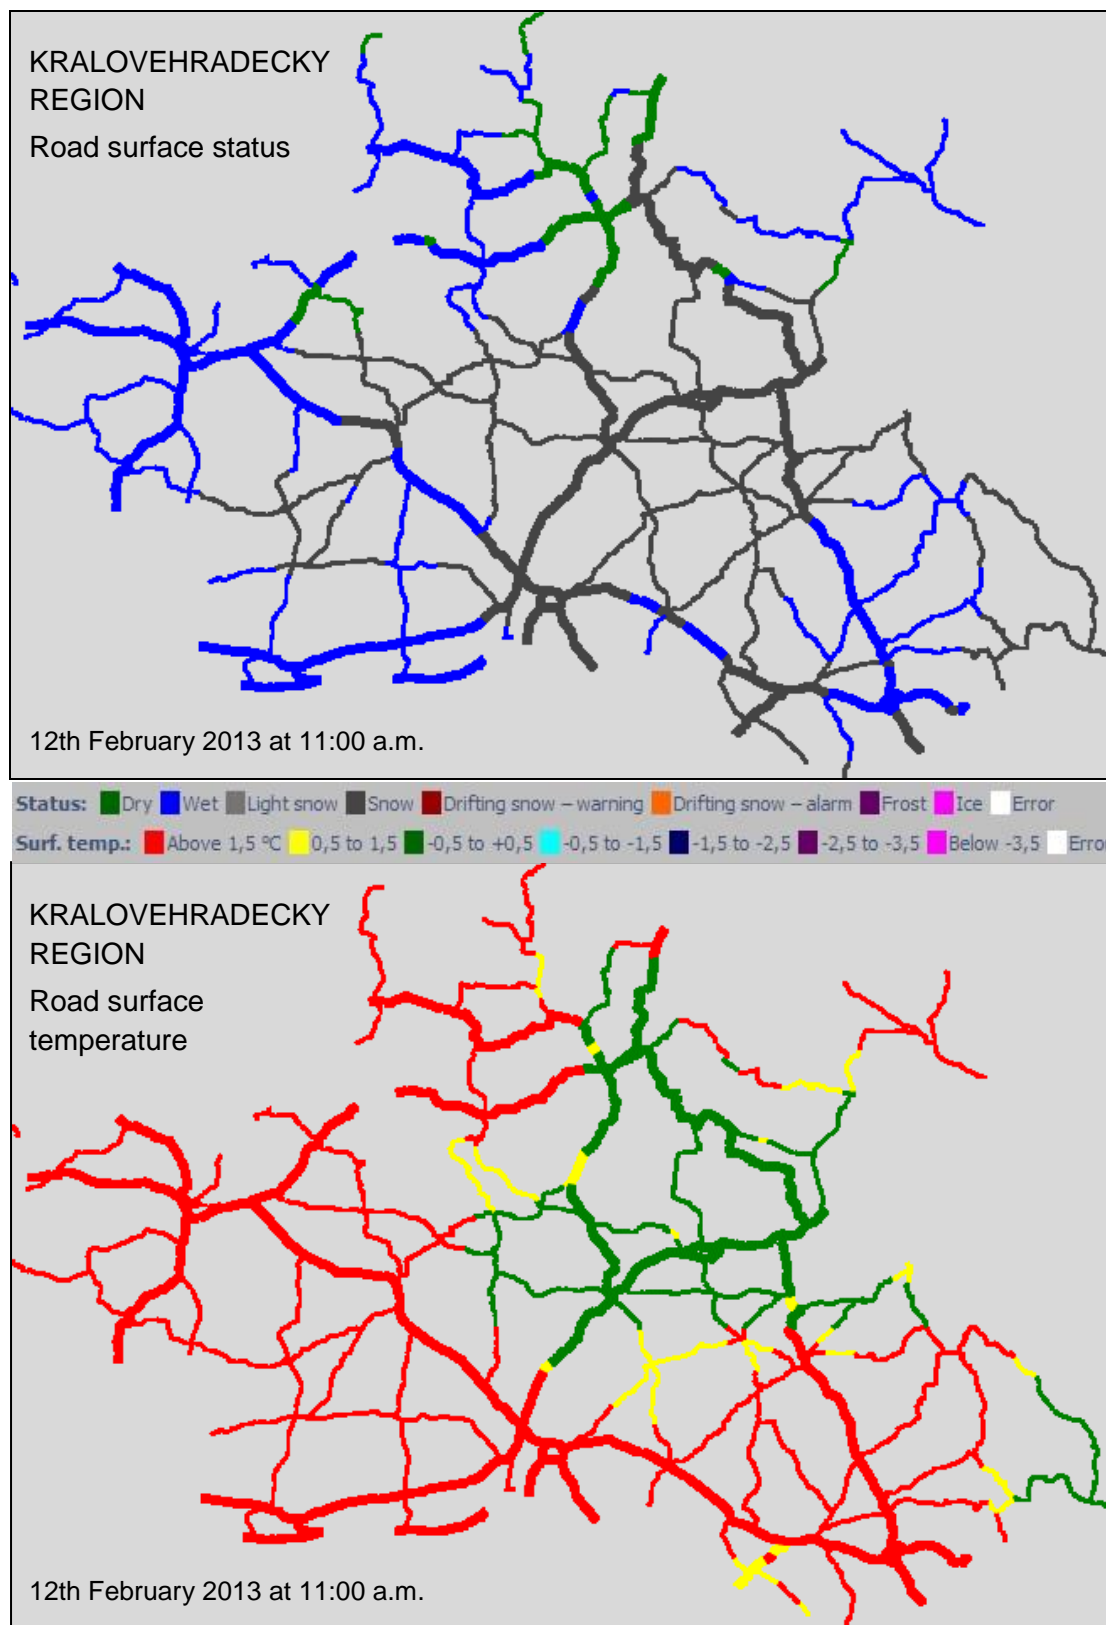 KRALOVEHRADECKY
REGION
Road surface status
12th February 2013 at 11:00 a.m.
Status: Dry Wet Light snow Snow Drifting snow – warning Drifting snow – alarm Frost Ice Error
Surf. temp.: Above 1,5 ºC 0,5 to 1,5 -0,5 to +0,5 -0,5 to -1,5 -1,5 to -2,5 -2,5 to -3,5 Below -3,5 Error
KRALOVEHRADECKY
REGION
Road surface
temperature
12th February 2013 at 11:00 a.m.